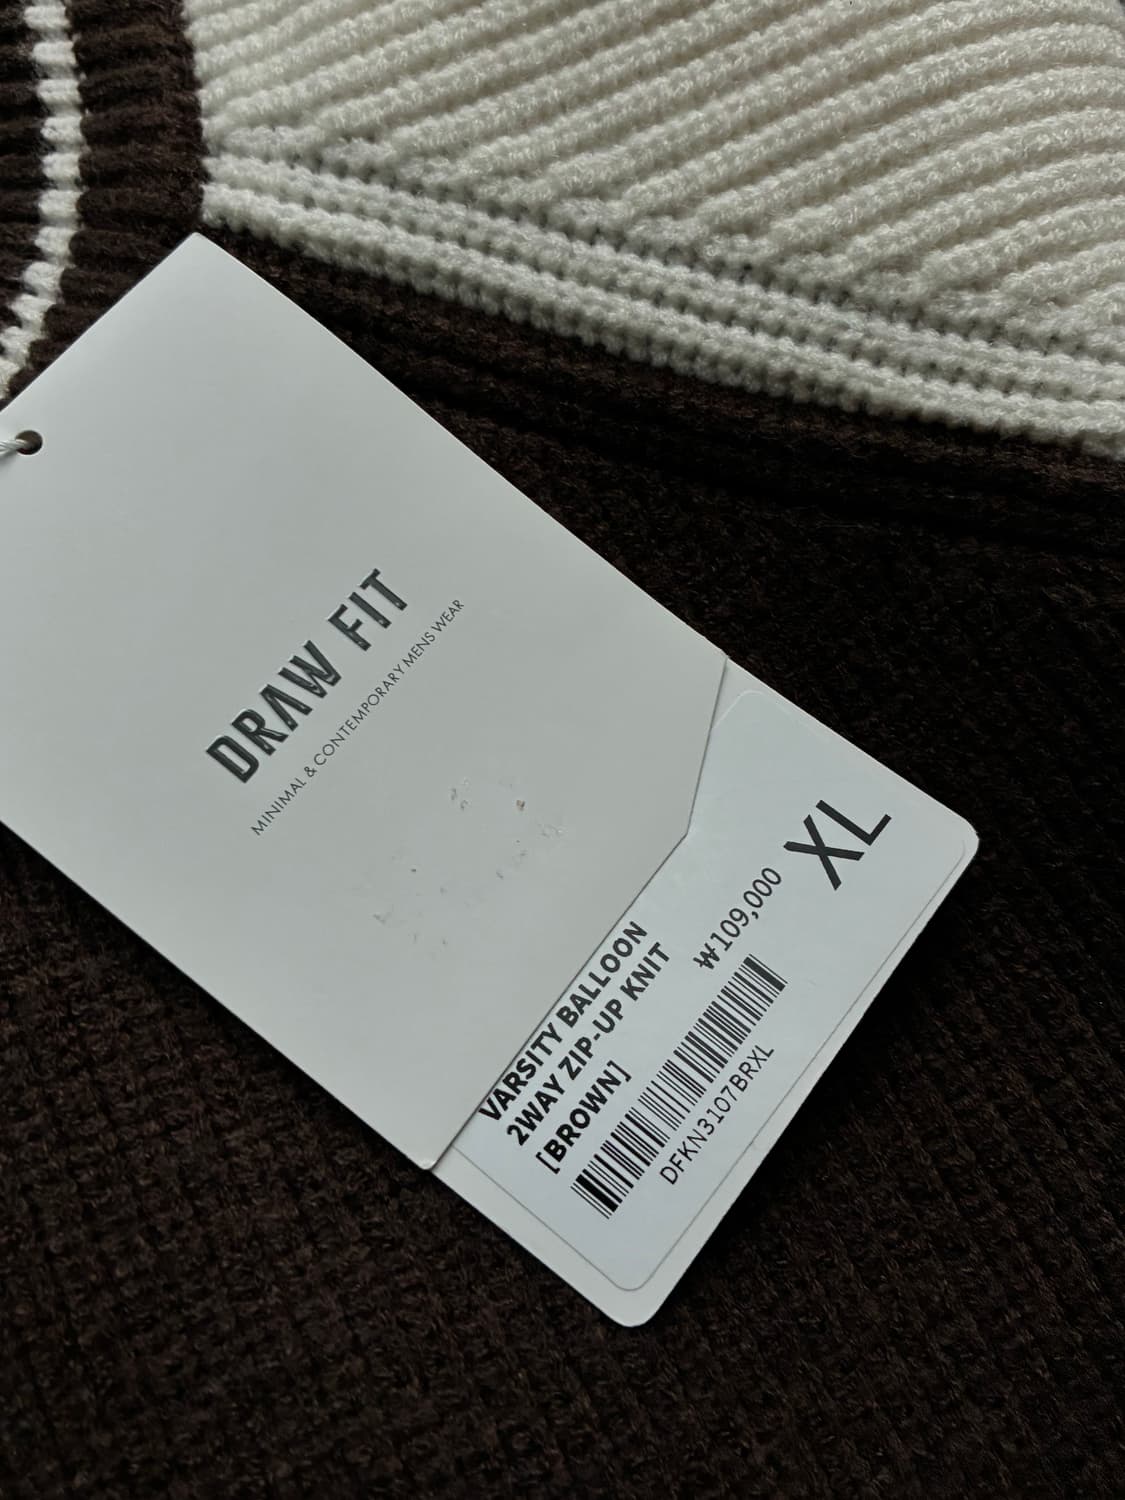 DRAW FIT
MINIMAL & CONTEMPORARY MENS WEAR
VARSITY BALLOON
2WAY ZIP-UP KNIT
[BROWN]
₩109,000
XL
DFKN3107BRXL